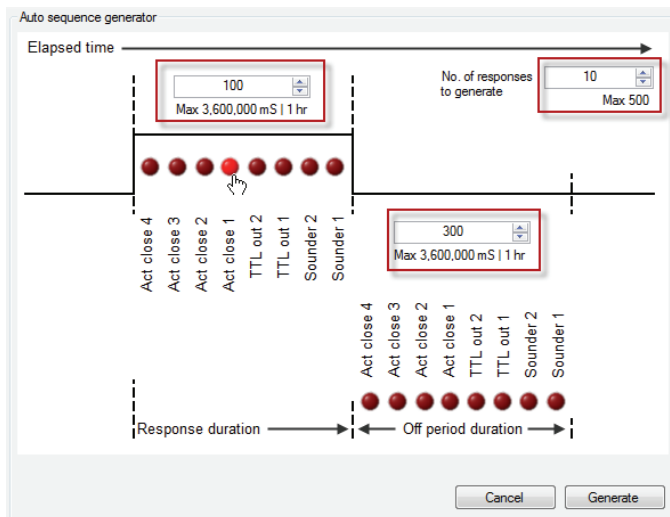 Auto sequence generator
Elapsed time
100
Max 3,600,000 mS | 1 hr
No. of responses
to generate
10
Max 500
Act close 4
Act close 3
Act close 2
Act close 1
TTL out 2
TTL out 1
Sounder 2
Sounder 1
300
Max 3,600,000 mS | 1 hr
Act close 4
Act close 3
Act close 2
Act close 1
TTL out 2
TTL out 1
Sounder 2
Sounder 1
Response duration
Off period duration
Cancel
Generate